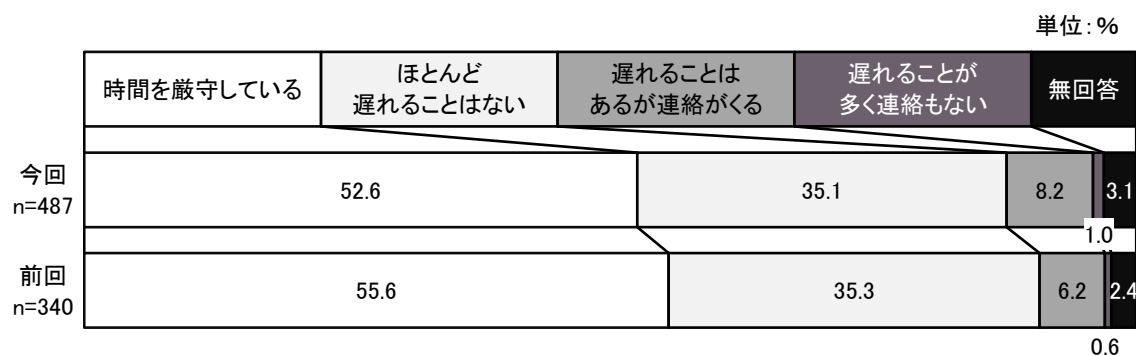 単位:%
時間を厳守している
ほとんど
遅れることはない
遅れることは
あるが連絡がくる
遅れることが
多く連絡もない
無回答
今回
n=487
52.6
35.1
8.2
1.0
3.1
前回
n=340
55.6
35.3
6.2
0.6
2.4